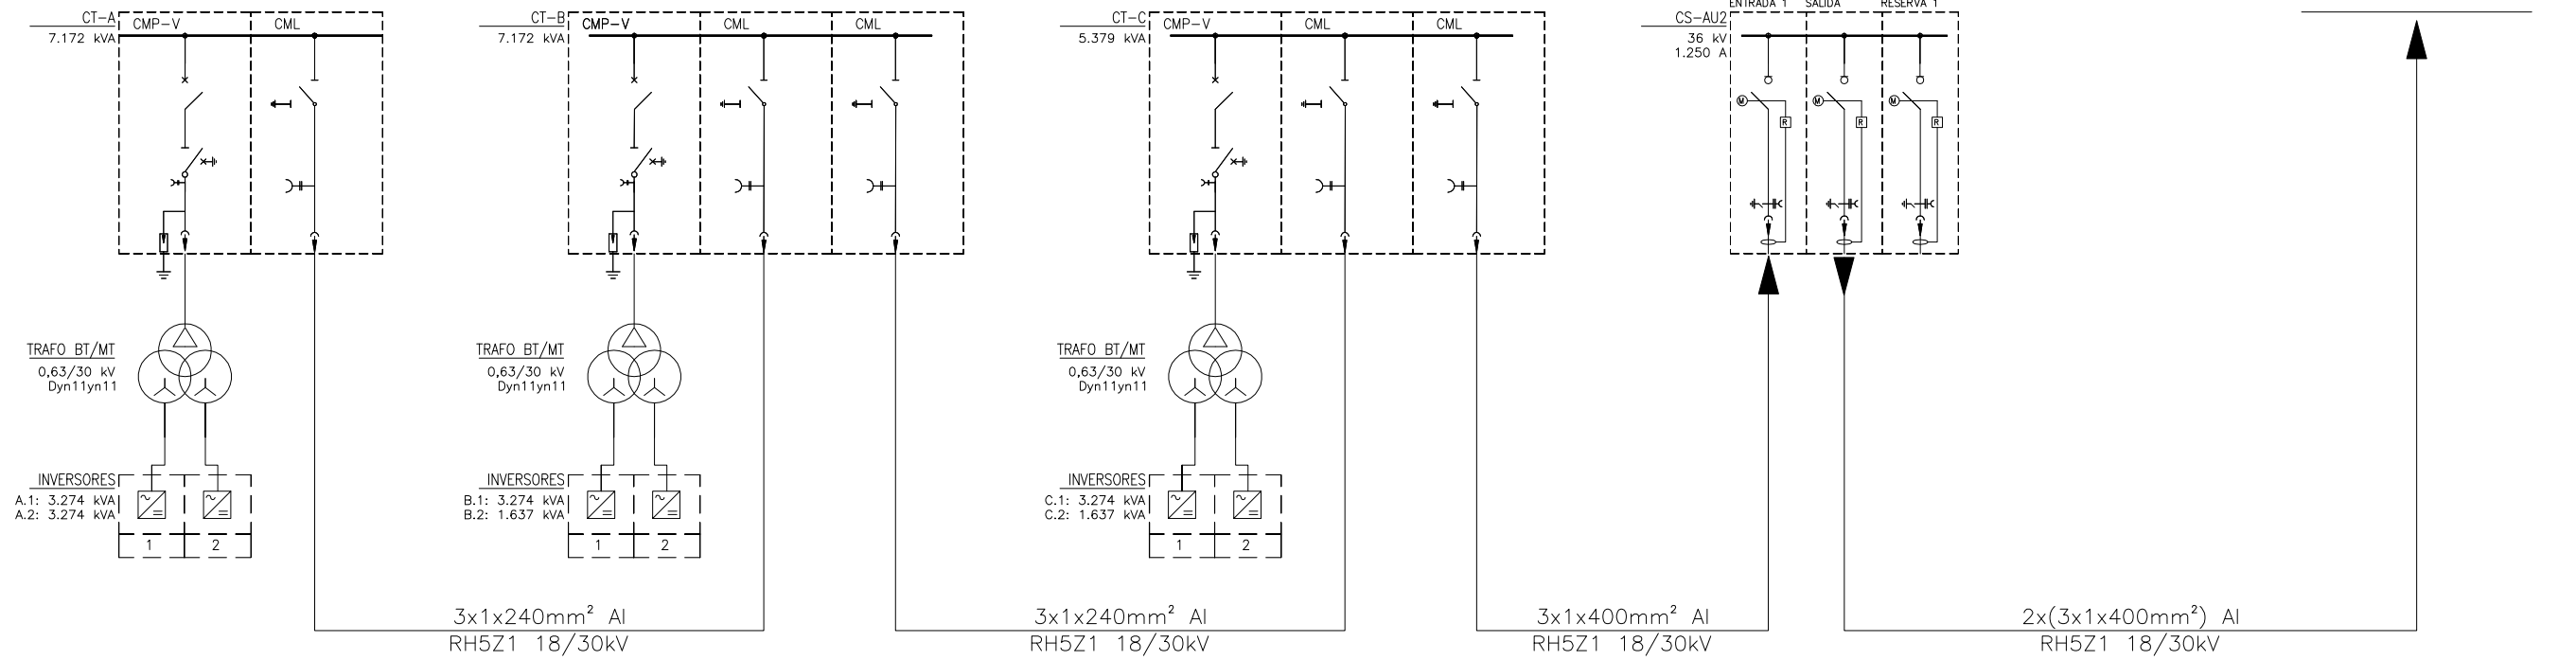 CT-A
7.172 kVA
CMP-V
CML
TRAFO BT/MT
0,63/30 kV
Dyn11yn11
INVERSORES
A.1: 3.274 kVA
A.2: 3.274 kVA
1
2
3x1x240mm² Al
RH5Z1 18/30kV
CT-B
7.172 kVA
CMP-V
CML
CML
TRAFO BT/MT
0,63/30 kV
Dyn11yn11
INVERSORES
B.1: 3.274 kVA
B.2: 1.637 kVA
1
2
3x1x240mm² Al
RH5Z1 18/30kV
CT-C
5.379 kVA
CMP-V
CML
CML
TRAFO BT/MT
0,63/30 kV
Dyn11yn11
INVERSORES
C.1: 3.274 kVA
C.2: 1.637 kVA
1
2
3x1x400mm² Al
RH5Z1 18/30kV
CS-AU2
36 kV
1.250 A
ENTRADA 1
SALIDA
RESERVA 1
M
R
M
R
M
R
2x(3x1x400mm²) Al
RH5Z1 18/30kV